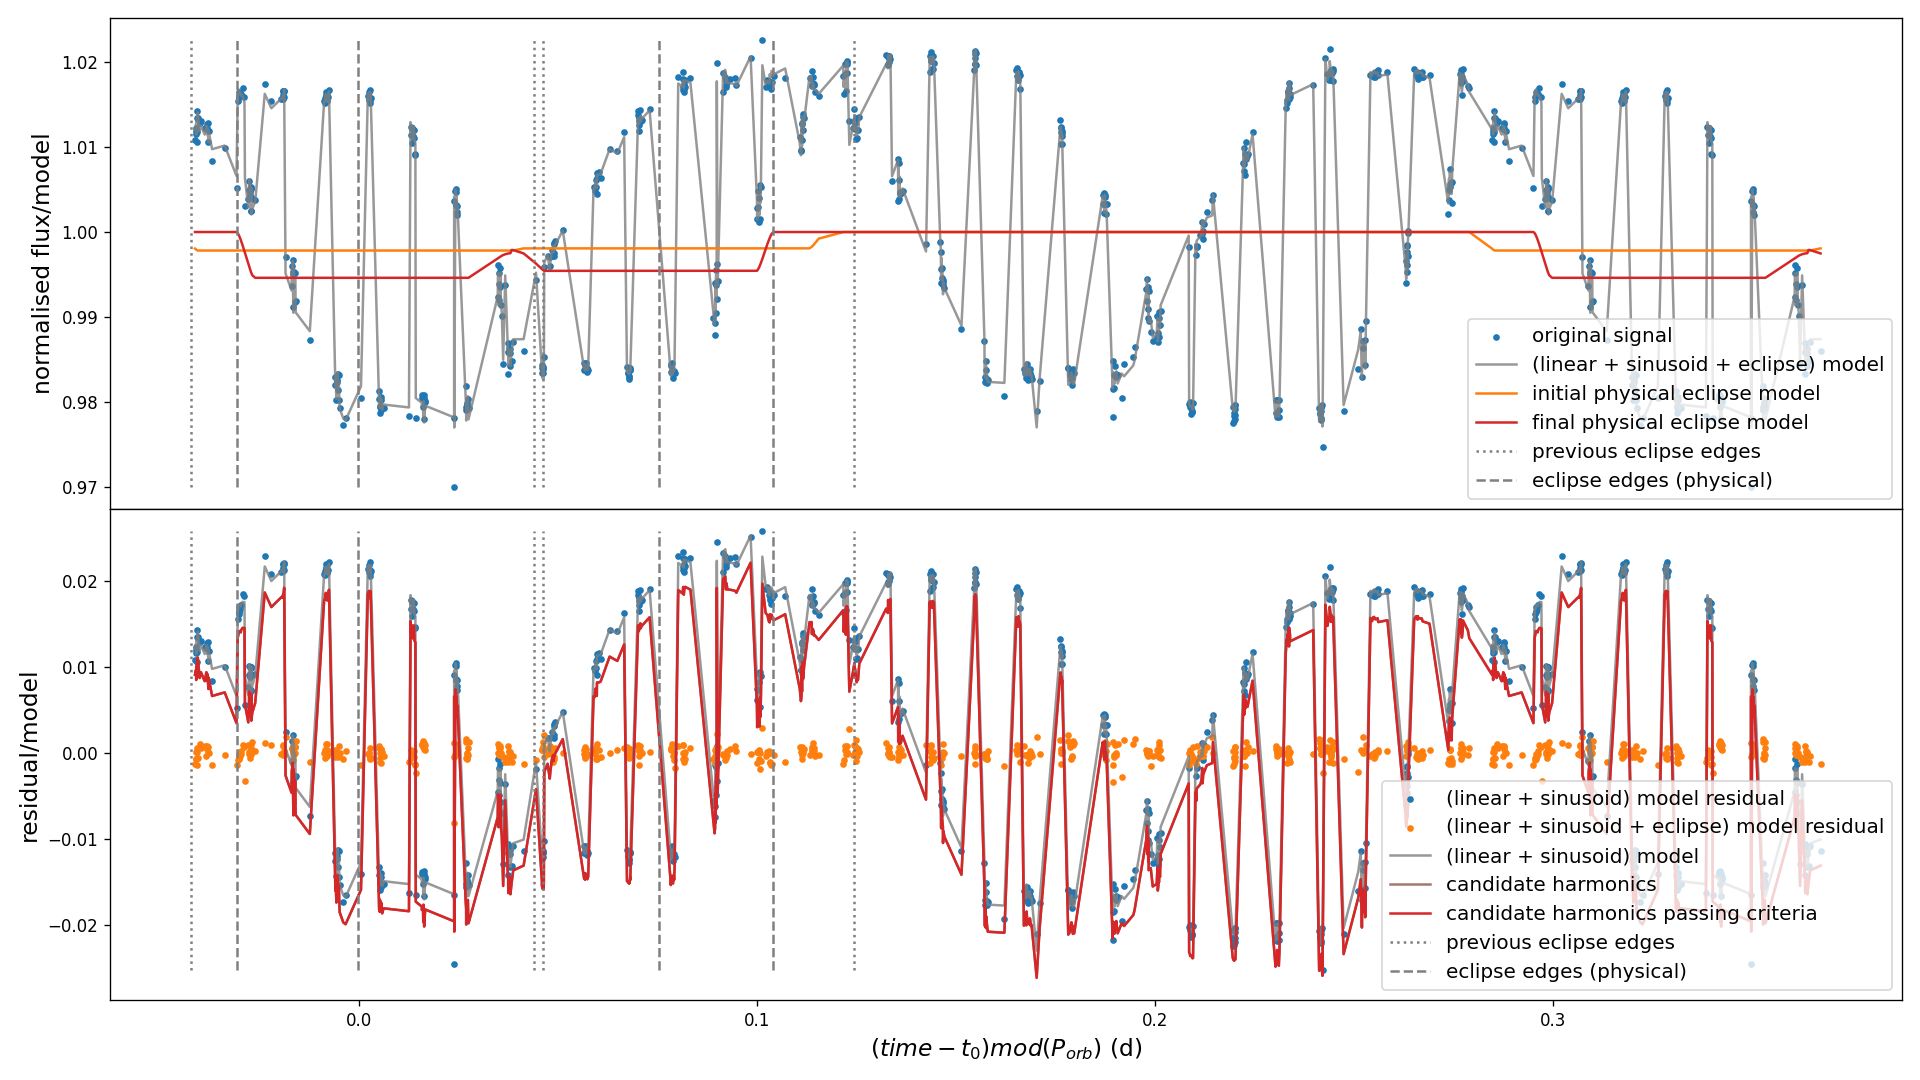 1.02
1.01
1.00
0.99
0.98
0.97
normalised flux/model
original signal
(linear + sinusoid + eclipse) model
initial physical eclipse model
final physical eclipse model
previous eclipse edges
eclipse edges (physical)
0.02
0.01
0.00
−0.01
−0.02
residual/model
(linear + sinusoid) model residual
(linear + sinusoid + eclipse) model residual
(linear + sinusoid) model
candidate harmonics
candidate harmonics passing criteria
previous eclipse edges
eclipse edges (physical)
0.0 0.1 0.2 0.3
(time − t₀)mod(Pₒᵣb) (d)